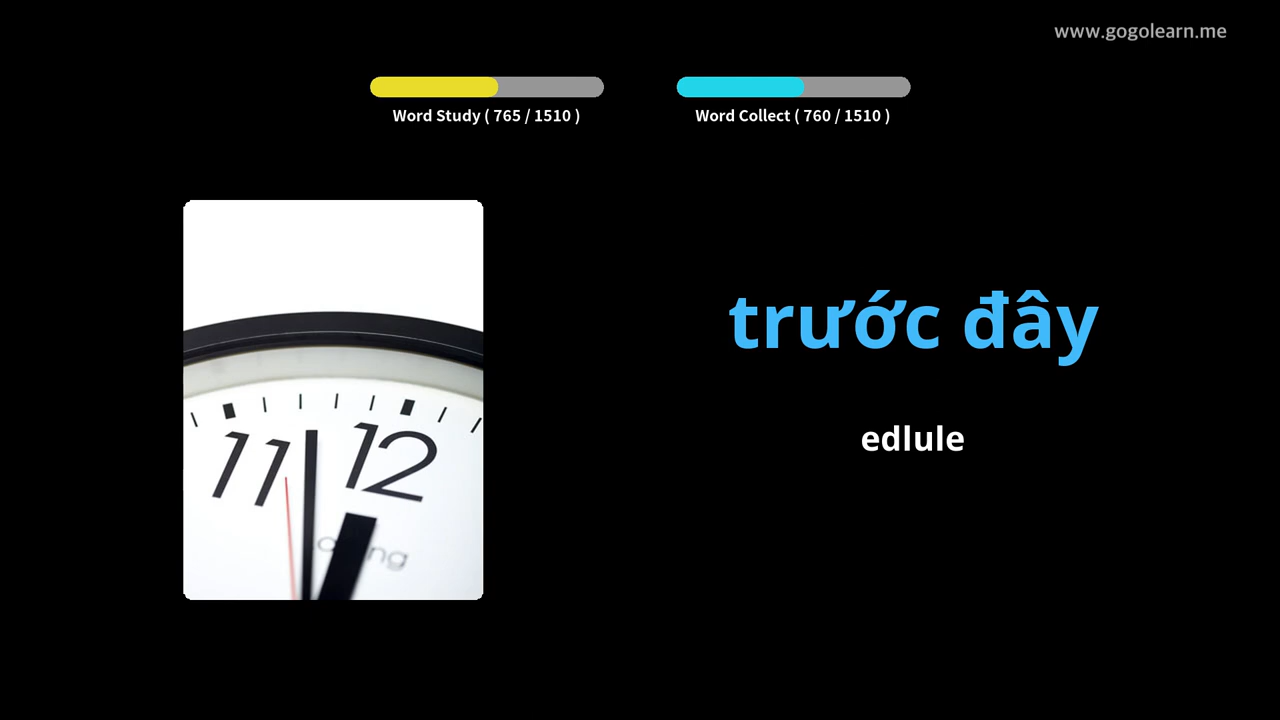 www.gogolearn.me
Word Study ( 765 / 1510 )
Word Collect ( 760 / 1510 )
trước đây
edlule
11
12